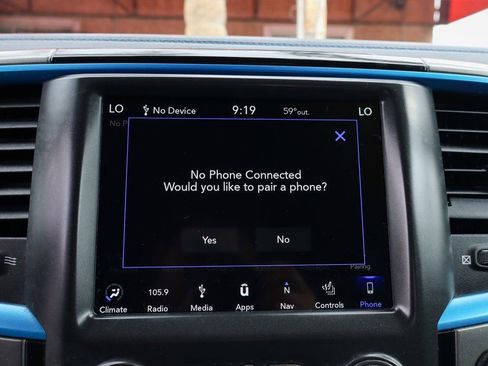 LO No Device 9:19 59°out. LO
No P
No Phone Connected
Would you like to pair a phone?
Yes No
Pairing
105.9 ū N
Climate Radio Media Apps Nav Controls Phone